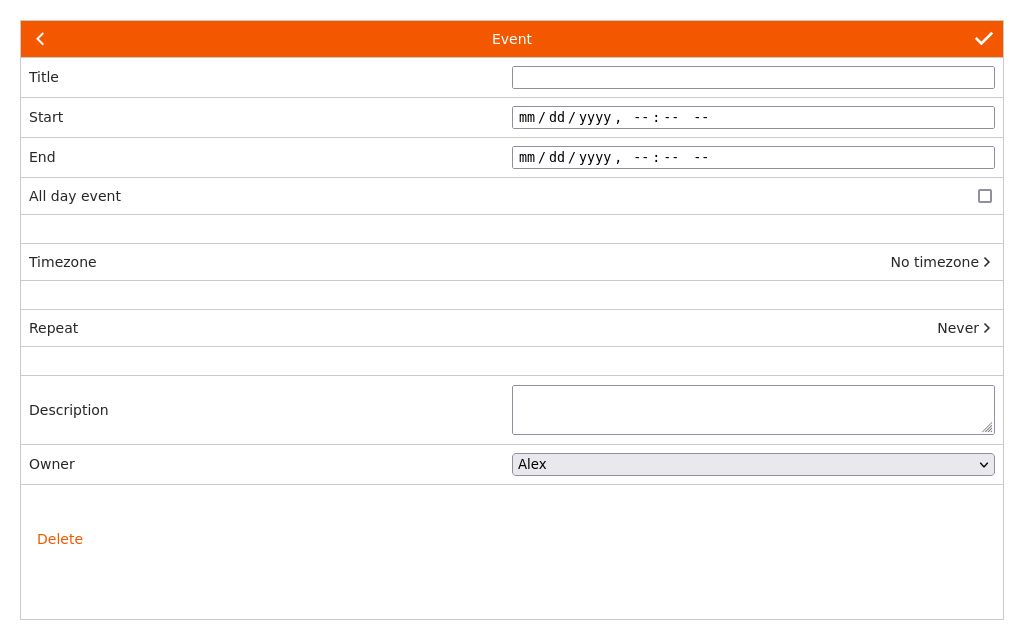 Event
Title
Start mm/dd/yyyy, --:-- --
End mm/dd/yyyy, --:-- --
All day event
Timezone No timezone
Repeat Never
Description
Owner Alex
Delete